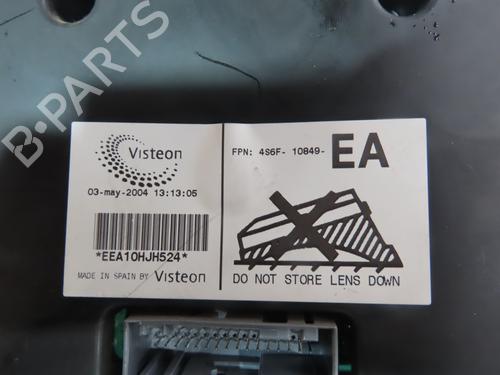 B-PARTS
Visteon
FPN: 4S6F- 10849- EA
03-may-2004 13:13:05
*EEA10HJH524*
MADE IN SPAIN BY Visteon
DO NOT STORE LENS DOWN